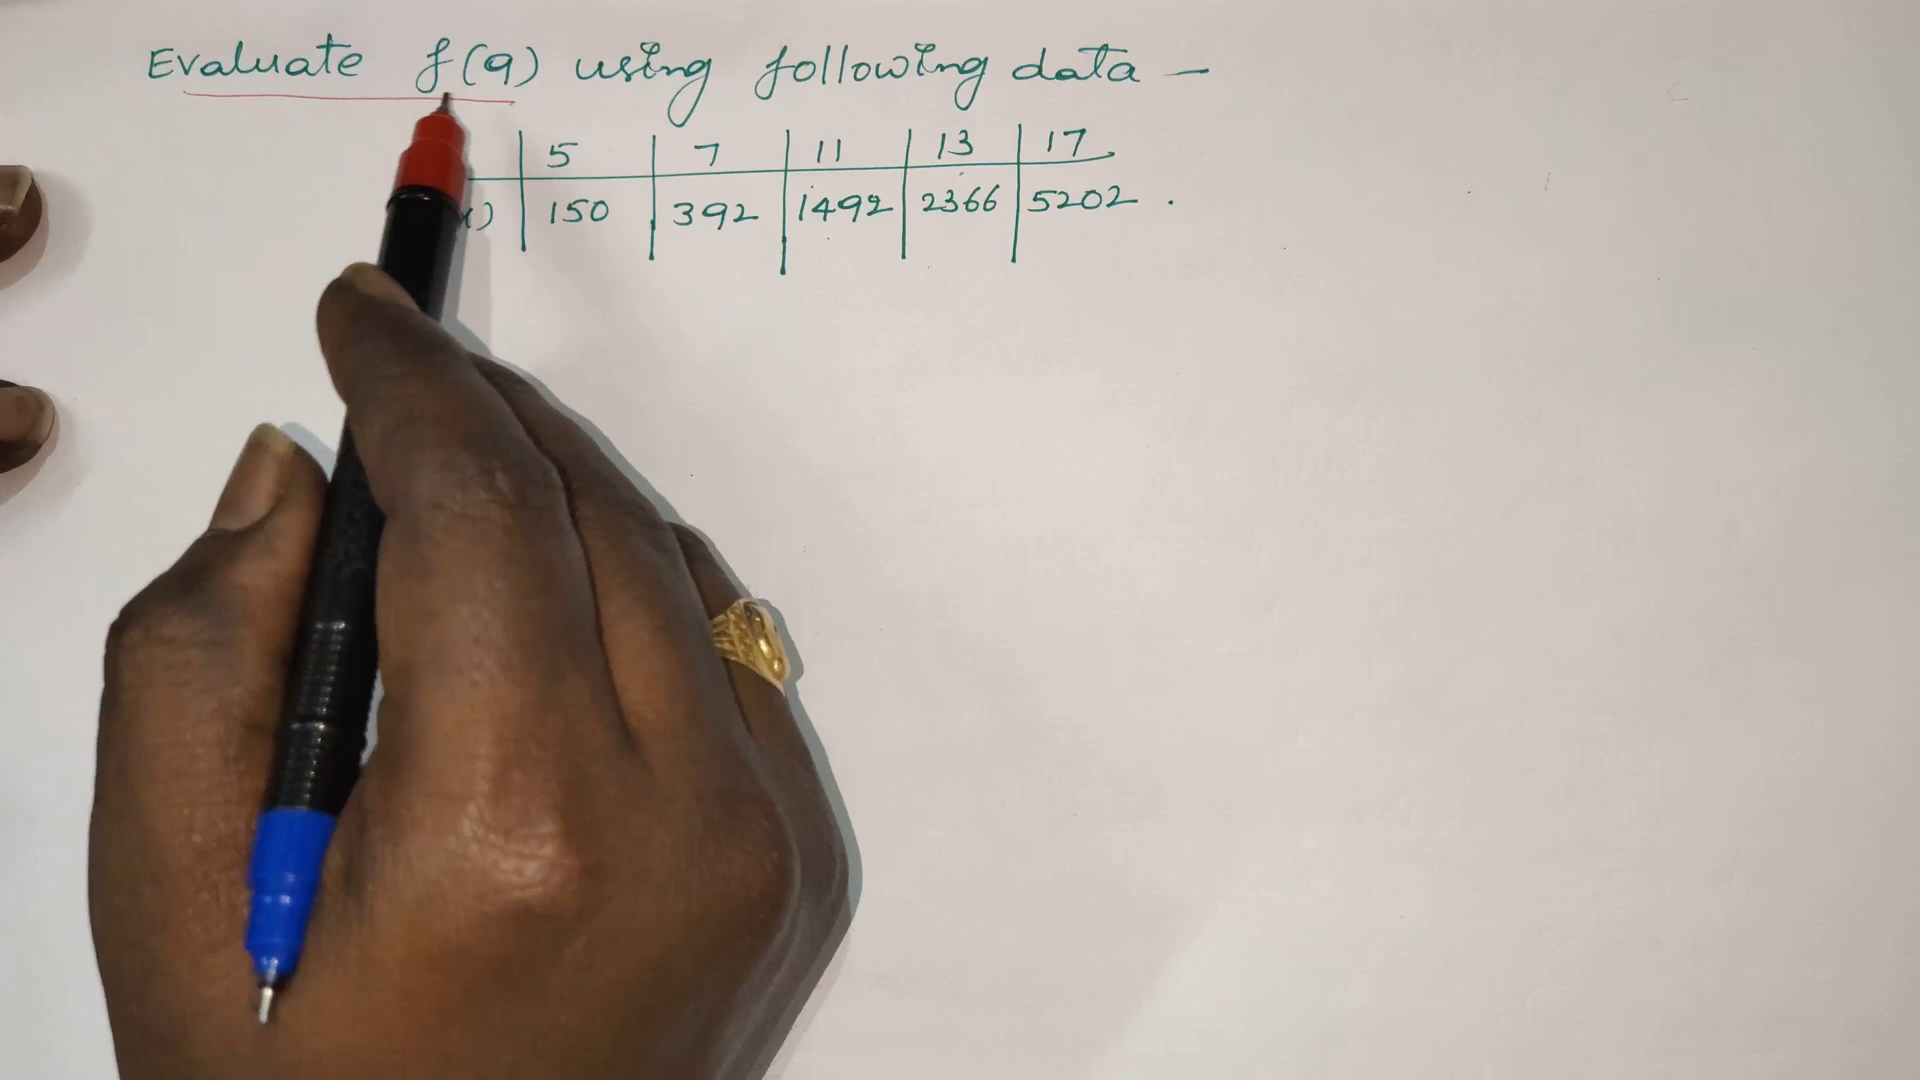 Evaluate f(9) using following data —
5 7 11 13 17
x) 150 392 1492 2366 5202 .